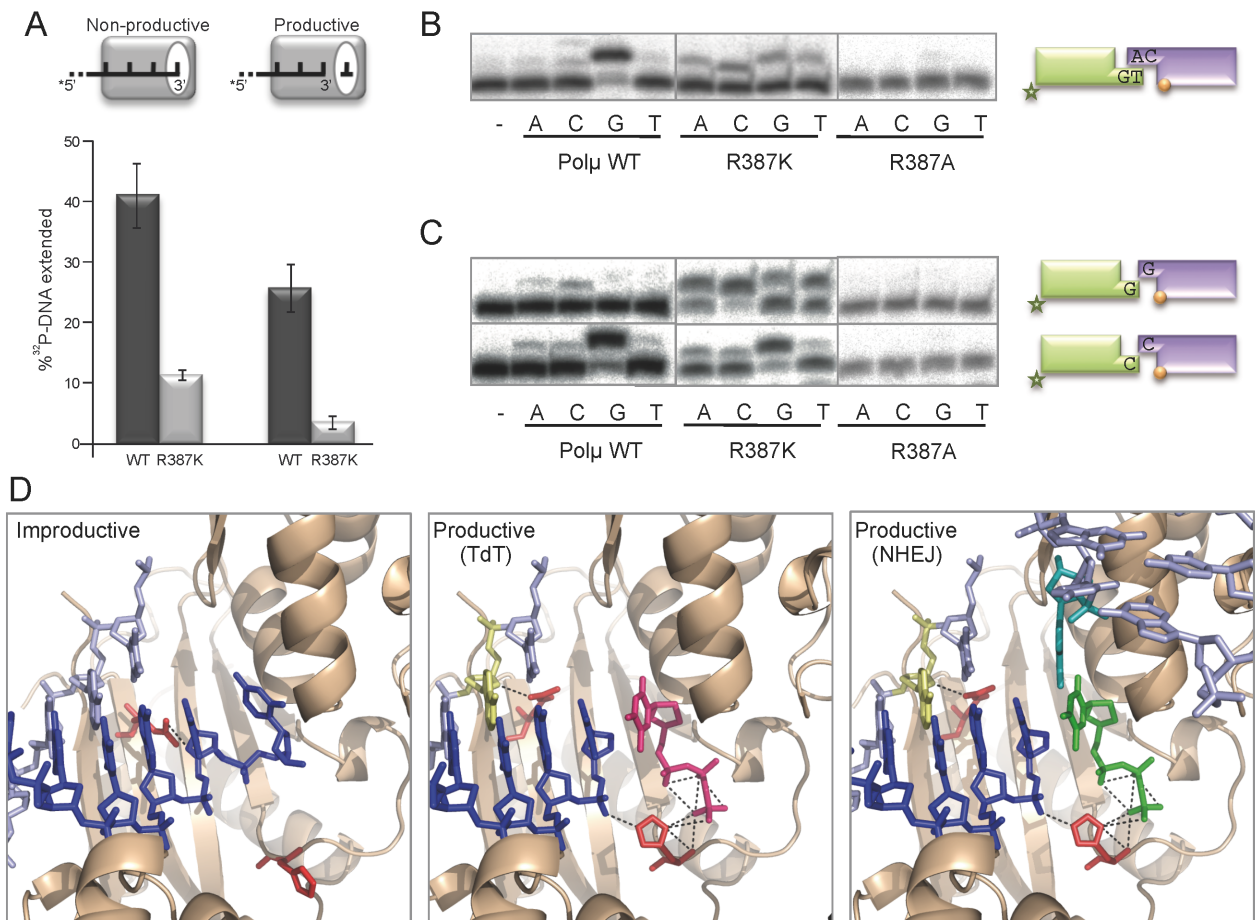 A
Non-productive
Productive
*5'
3'
*5'
3'
50
40
30
20
10
0
% ³²P-DNA extended
WT R387K
WT R387K
B
- A C G T A C G T A C G T
Polμ WT R387K R387A
AC
GT
C
- A C G T A C G T A C G T
Polμ WT R387K R387A
G
G
C
C
D
Improductive
Productive
(TdT)
Productive
(NHEJ)